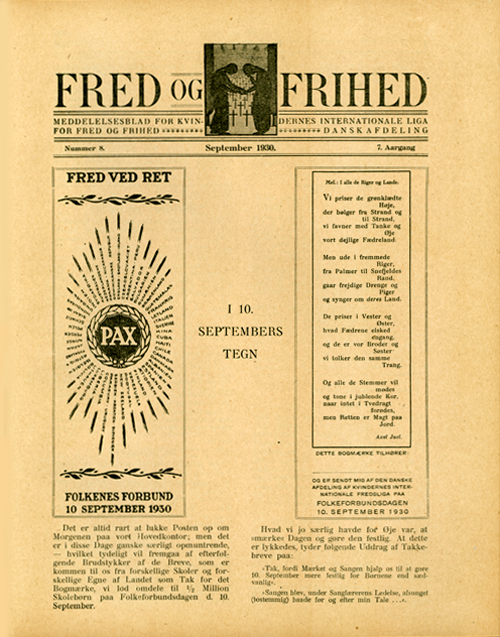 FRED OG FRIHED
MEDDELELSESBLAD FOR KVINDERNES INTERNATIONALE LIGA
FOR FRED OG FRIHED DANSK AFDELING
Nummer 8. September 1930. 7. Aargang
FRED VED RET
PAX
FOLKENES FORBUND
10 SEPTEMBER 1930
I 10.
SEPTEMBERS
TEGN
Mel.: I alle de Riger og Lande.
Vi priser de grønklædte
Høje,
der bølger fra Strand og
til Strand,
vi favner med Tanke og
Øje
vort dejlige Fædreland.
Men ude i fremmede
Riger,
fra Palmer til Snefjeldes
Rand,
gaar frejdige Drenge og
Piger
og synger om deres Land.
De priser i Vester og
Øster,
hvad Fædrene elsked
engang,
og de er vor Broder og
Søster
vi tolker den samme
Trang.
Og alle de Stemmer vil
mødes
og tone i jublende Kor,
naar intet i Tvedragt
forødes,
men Retten er Magt paa
Jord.
Axel Juel.
DETTE BOGMÆRKE TILHØRER:
OG ER SENDT MIG AF DEN DANSKE
AFDELING AF KVINDERNES INTER-
NATIONALE FREDSLIGA PAA
FOLKEFORBUNDSDAGEN
10. SEPTEMBER 1930
Det er altid rart at lukke Posten op om
Morgenen paa vort Hovedkontor; men det
er i disse Dage ganske særligt opmuntrende,
— hvilket tydeligt vil fremgaa af efterføl-
gende Brudstykker af de Breve, som er
kommen til os fra forskellige Skoler og for-
skellige Egne af Landet som Tak for det
Bogmærke, vi lod omdele til ½ Million
Skolebørn paa Folkeforbundsdagen d. 10.
September.
Hvad vi jo særlig havde for Øje var, at
mærke Dagen og gøre den festlig. At dette
er lykkedes, tyder følgende Uddrag af Takke-
breve paa:
»Tak, fordi Mærket og Sangen hjalp os til at gøre
10. September mere festlig for Børnene end sæd-
vanlig«.
»Sangen blev, under Sanglærerens Ledelse, afsunget
(tostemmig) baade før og efter min Tale . . .«.